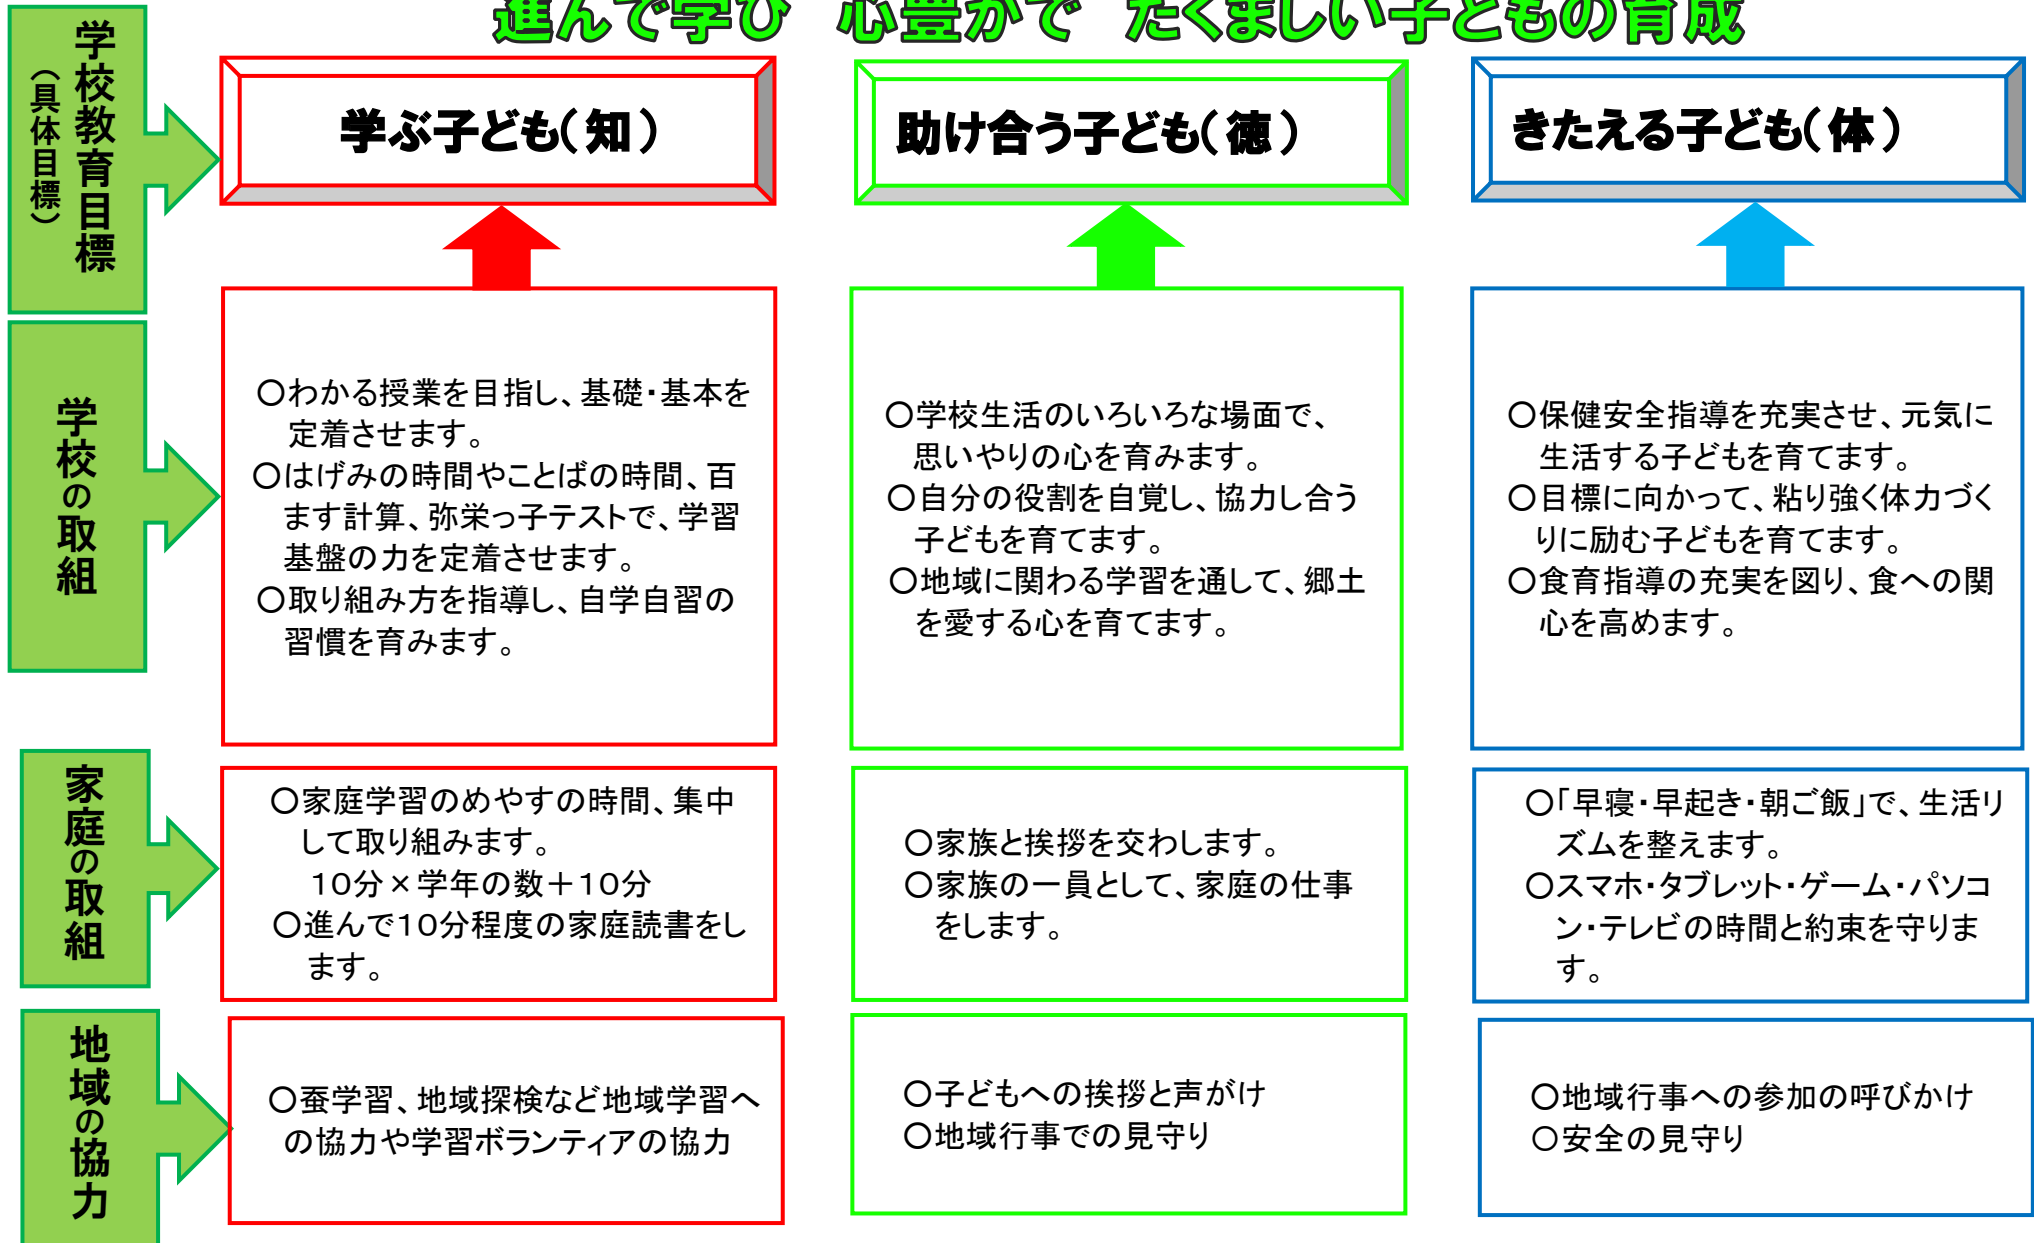 進んで学び　心豊かで　たくましい子どもの育成
学校教育目標
（具体目標）
学ぶ子ども（知）
助け合う子ども（徳）
きたえる子ども（体）
学校の取組
〇わかる授業を目指し、基礎・基本を
定着させます。
〇はげみの時間やことばの時間、百
ます計算、弥栄っ子テストで、学習
基盤の力を定着させます。
〇取り組み方を指導し、自学自習の
習慣を育みます。
〇学校生活のいろいろな場面で、
思いやりの心を育みます。
〇自分の役割を自覚し、協力し合う
子どもを育てます。
〇地域に関わる学習を通して、郷土
を愛する心を育てます。
〇保健安全指導を充実させ、元気に
生活する子どもを育てます。
〇目標に向かって、粘り強く体力づく
りに励む子どもを育てます。
〇食育指導の充実を図り、食への関
心を高めます。
家庭の取組
〇家庭学習のめやすの時間、集中
して取り組みます。
１０分×学年の数＋１０分
〇進んで１０分程度の家庭読書をし
ます。
〇家族と挨拶を交わします。
〇家族の一員として、家庭の仕事
をします。
〇「早寝・早起き・朝ご飯」で、生活リ
ズムを整えます。
〇スマホ・タブレット・ゲーム・パソコ
ン・テレビの時間と約束を守りま
す。
地域の協力
〇蚕学習、地域探検など地域学習へ
の協力や学習ボランティアの協力
〇子どもへの挨拶と声がけ
〇地域行事での見守り
〇地域行事への参加の呼びかけ
〇安全の見守り